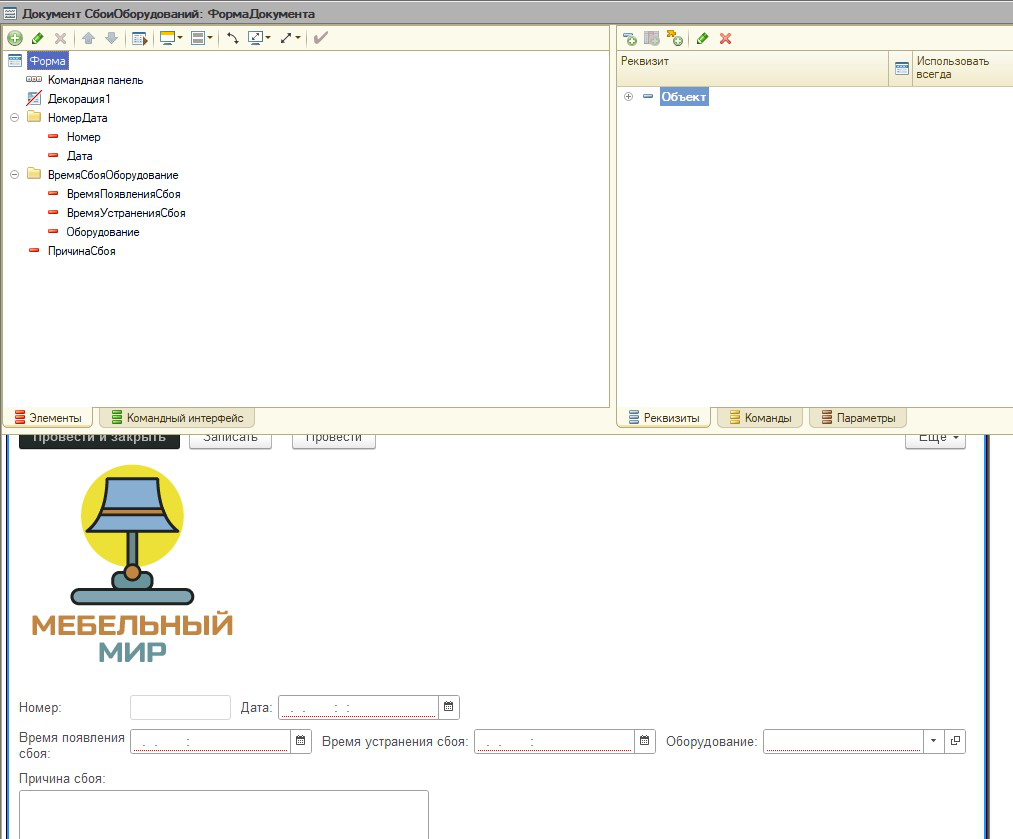 Документ СбоиОборудований: ФормаДокумента
Форма
Командная панель
Декорация1
НомерДата
Номер
Дата
ВремяСбояОборудование
ВремяПоявленияСбоя
ВремяУстраненияСбоя
Оборудование
ПричинаСбоя
Элементы
Командный интерфейс
Реквизит
Использовать
всегда
Объект
Реквизиты
Команды
Параметры
Провести и закрыть
Записать
Провести
Еще
МЕБЕЛЬНЫЙ
МИР
Номер:
Дата: . . : :
Время появления
сбоя: . . :
Время устранения сбоя: . . :
Оборудование:
Причина сбоя: